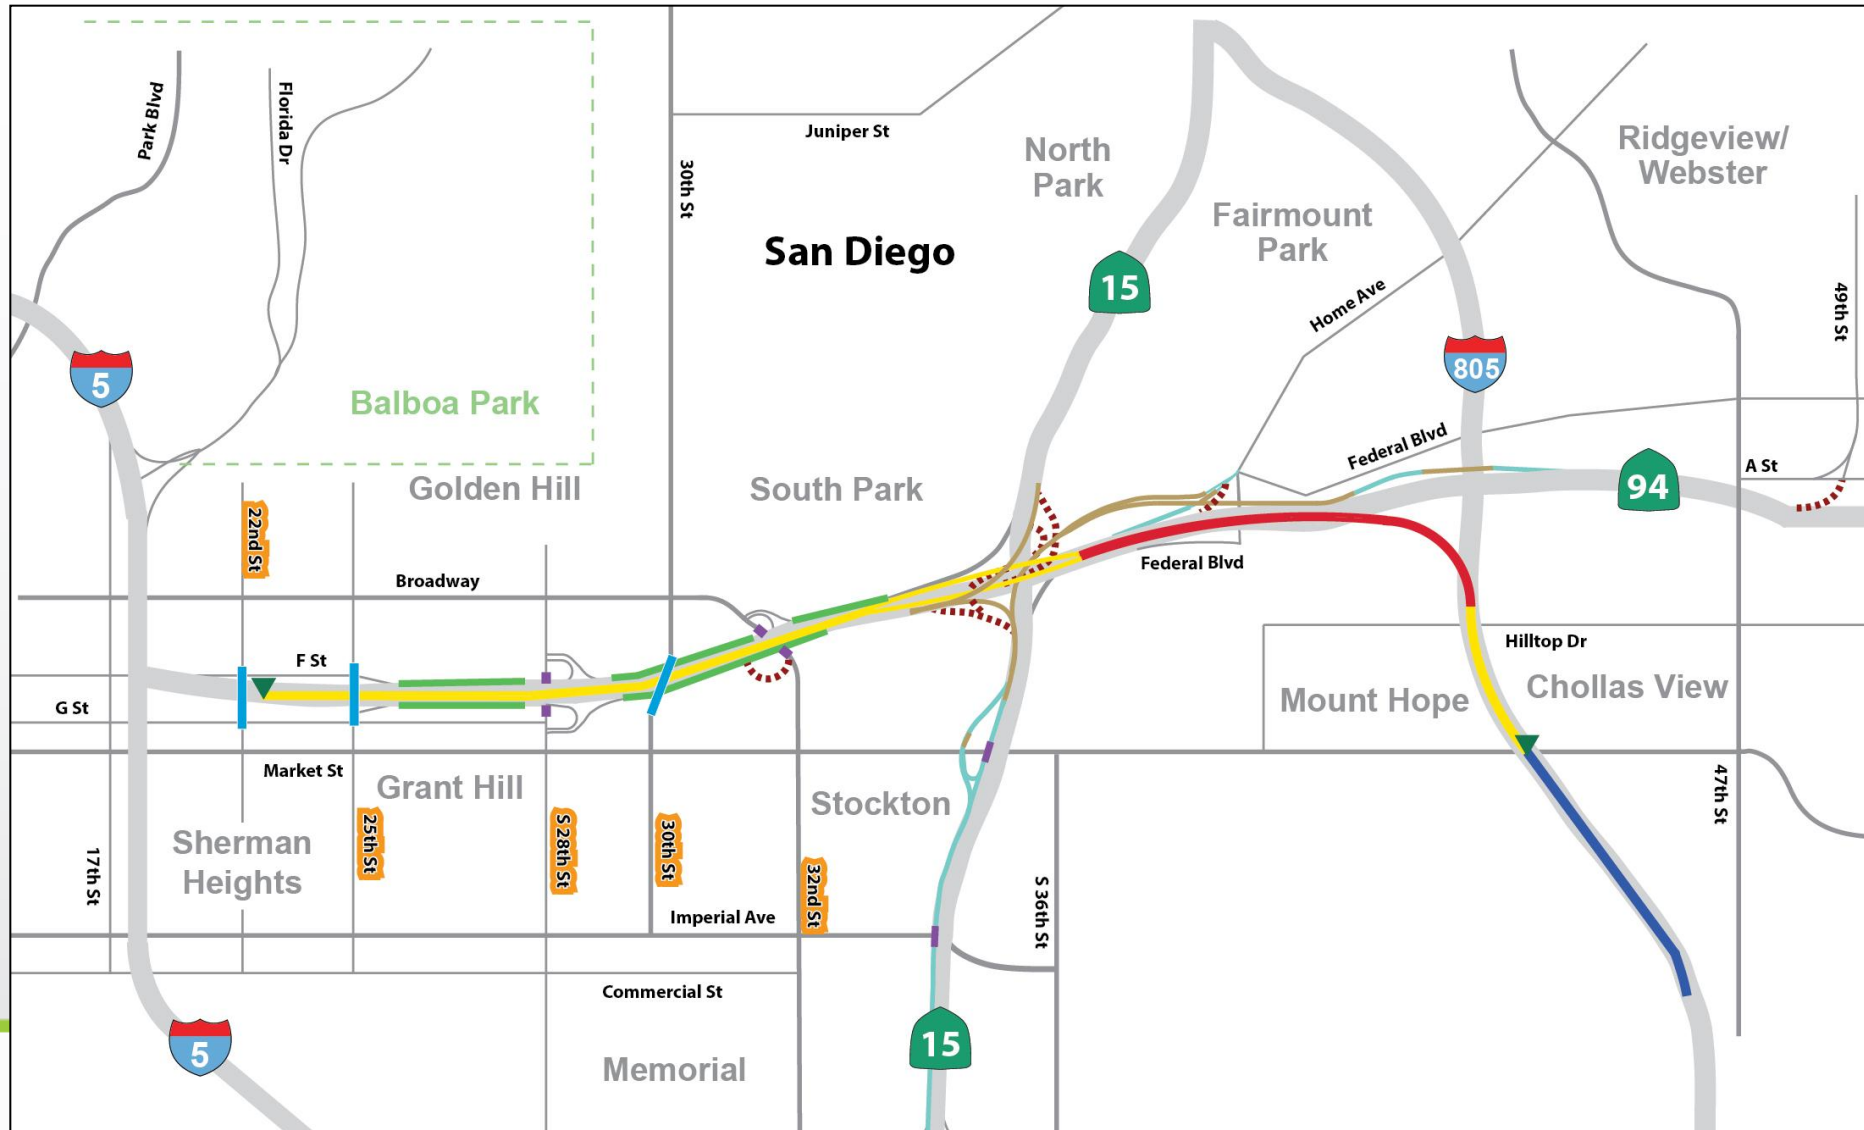 Park Blvd
Florida Dr
Juniper St
30th St
North
Park
Ridgeview/
Webster
Fairmount
Park
San Diego
15
Home Ave
49th St
5
805
Balboa Park
Federal Blvd
A St
94
Golden Hill
South Park
22nd St
Broadway
Federal Blvd
F St
Hilltop Dr
G St
Mount Hope
Chollas View
Market St
Grant Hill
Stockton
47th St
Sherman
Heights
17th St
25th St
S 28th St
30th St
32nd St
S 36th St
Imperial Ave
Commercial St
5
15
Memorial